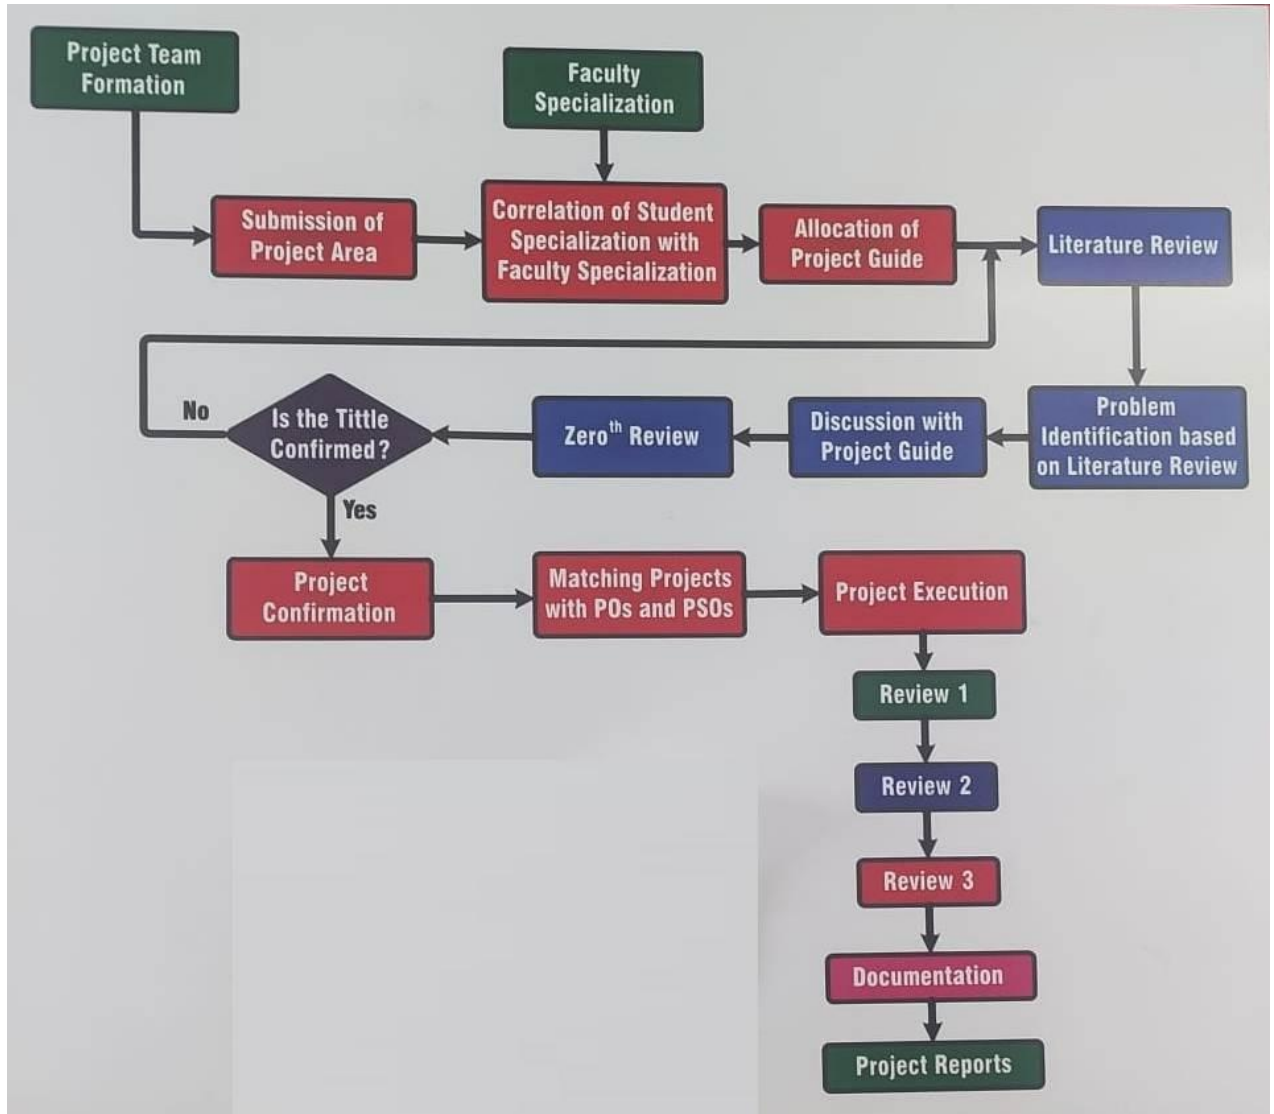 Project Team
Formation
Faculty
Specialization
Submission of
Project Area
Correlation of Student
Specialization with
Faculty Specialization
Allocation of
Project Guide
Literature Review
No
Is the Tittle
Confirmed?
Zeroth Review
Discussion with
Project Guide
Problem
Identification based
on Literature Review
Yes
Project
Confirmation
Matching Projects
with POs and PSOs
Project Execution
Review 1
Review 2
Review 3
Documentation
Project Reports